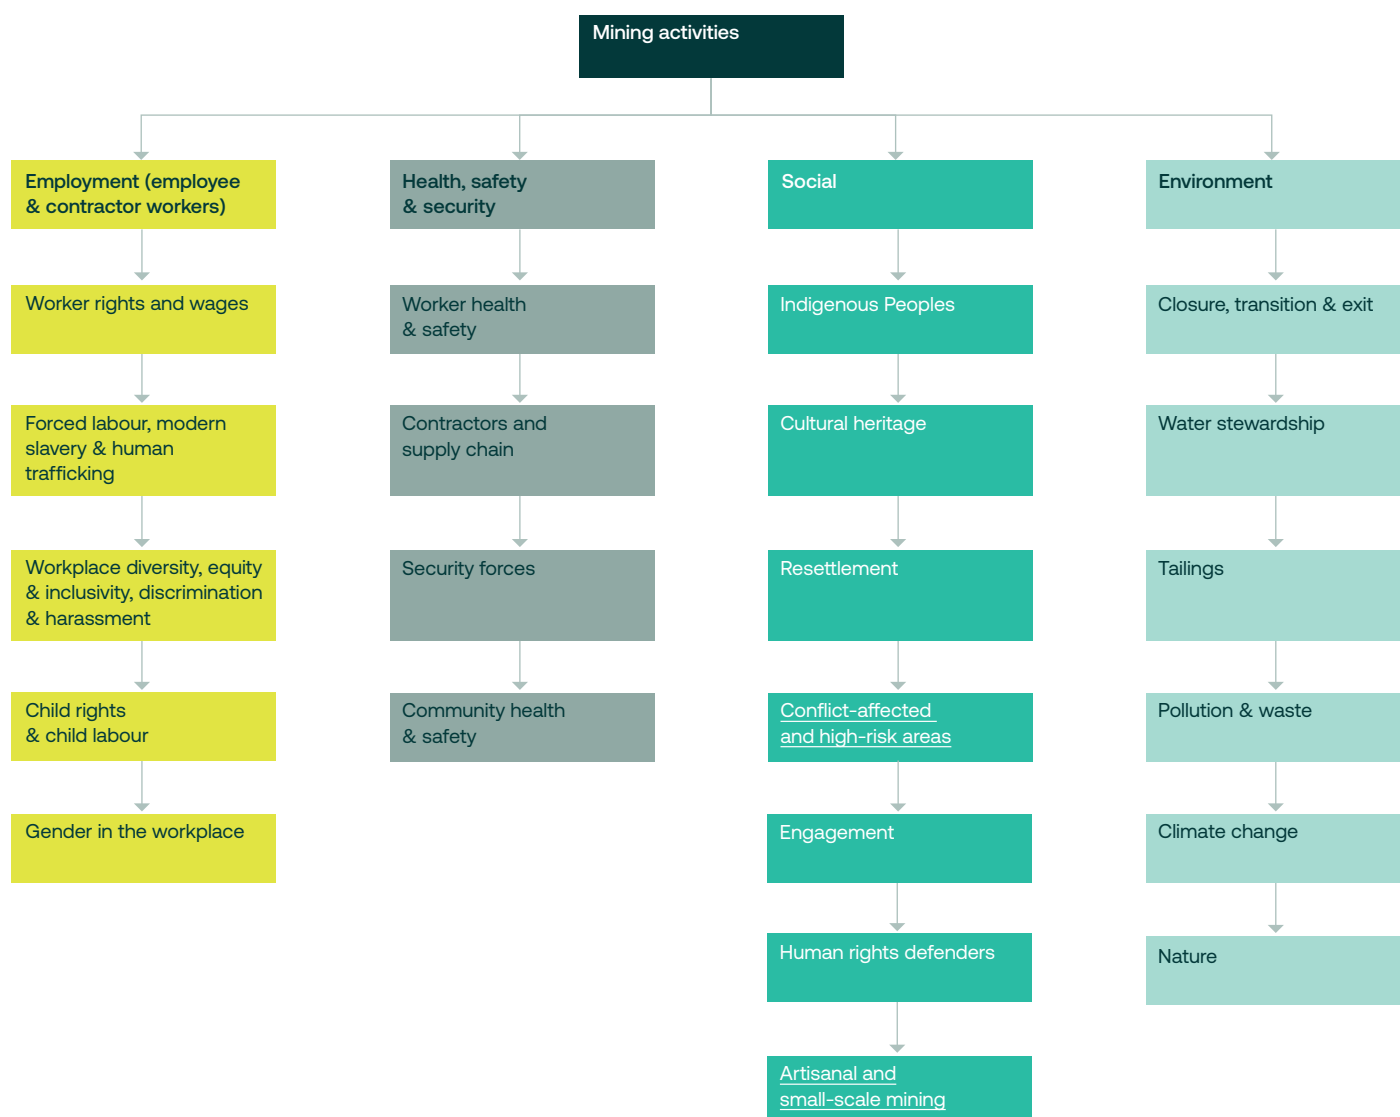 Mining activities
Employment (employee
& contractor workers)
Worker rights and wages
Forced labour, modern
slavery & human
trafficking
Workplace diversity, equity
& inclusivity, discrimination
& harassment
Child rights
& child labour
Gender in the workplace
Health, safety
& security
Worker health
& safety
Contractors and
supply chain
Security forces
Community health
& safety
Social
Indigenous Peoples
Cultural heritage
Resettlement
Conflict-affected
and high-risk areas
Engagement
Human rights defenders
Artisanal and
small-scale mining
Environment
Closure, transition & exit
Water stewardship
Tailings
Pollution & waste
Climate change
Nature